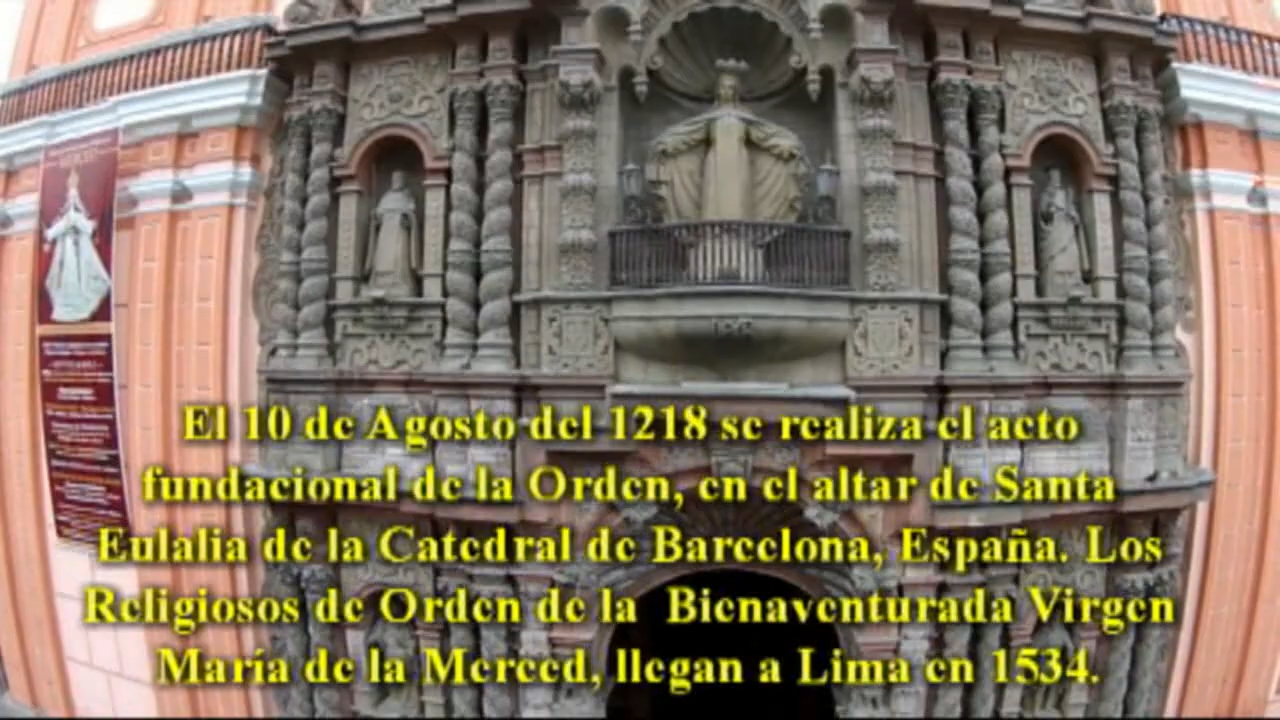 El 10 de Agosto del 1218 se realiza el acto
fundacional de la Orden, en el altar de Santa
Eulalia de la Catedral de Barcelona, España. Los
Religiosos de Orden de la  Bienaventurada Virgen
María de la Merced, llegan a Lima en 1534.